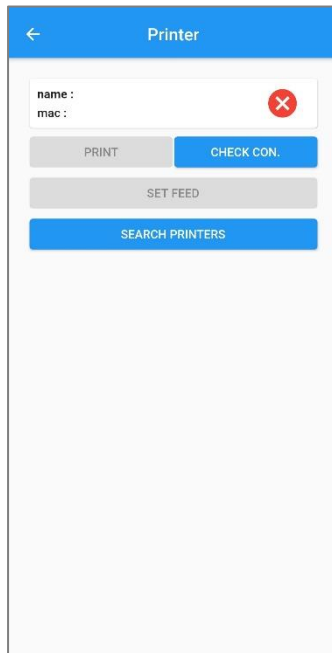 Printer
name :
mac :
PRINT
CHECK CON.
SET FEED
SEARCH PRINTERS